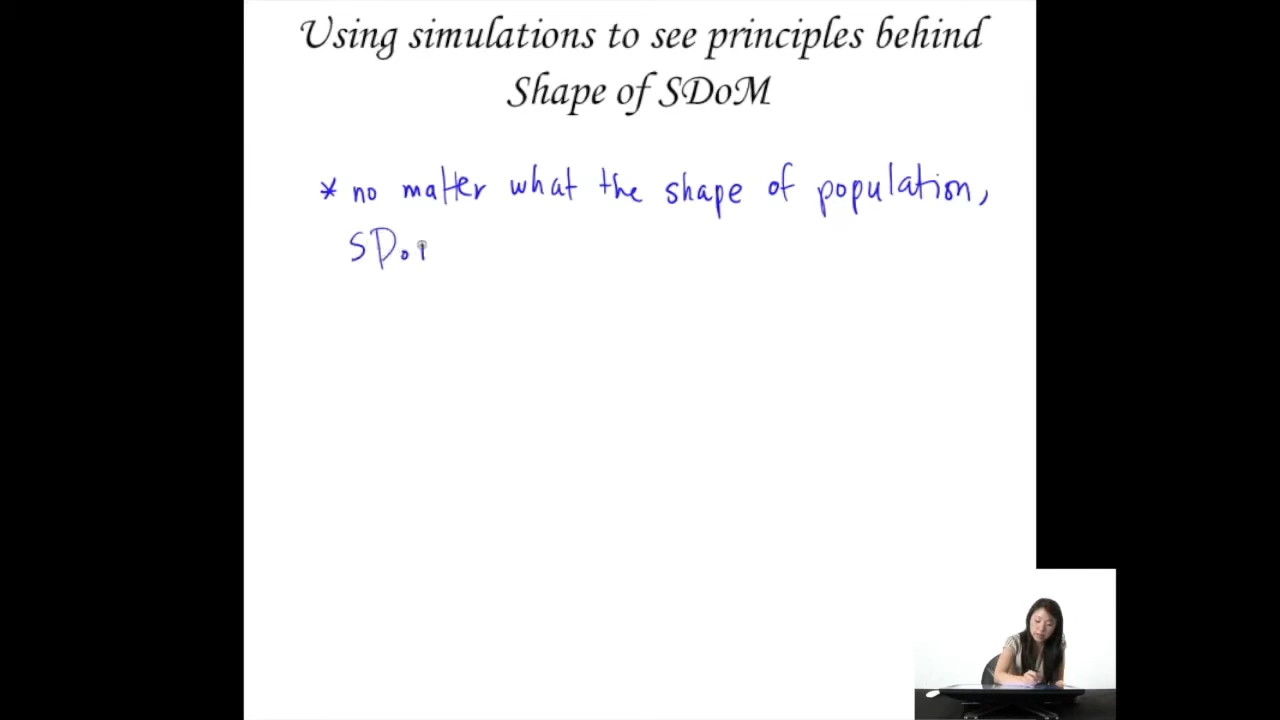 Using simulations to see principles behind
Shape of SDoM
* no matter what the shape of population,
SDo